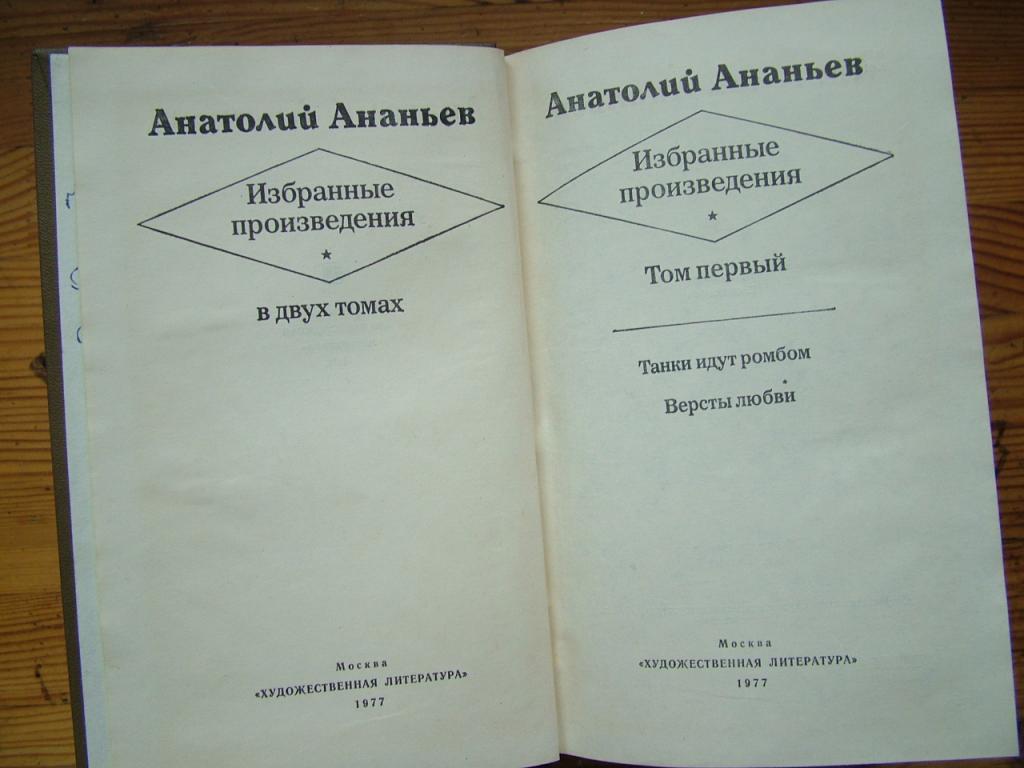 Анатолий Ананьев
Избранные
произведения
в двух томах
Москва
«ХУДОЖЕСТВЕННАЯ ЛИТЕРАТУРА»
1977
Анатолий Ананьев
Избранные
произведения
Том первый
Танки идут ромбом
Версты любви
Москва
«ХУДОЖЕСТВЕННАЯ ЛИТЕРАТУРА»
1977